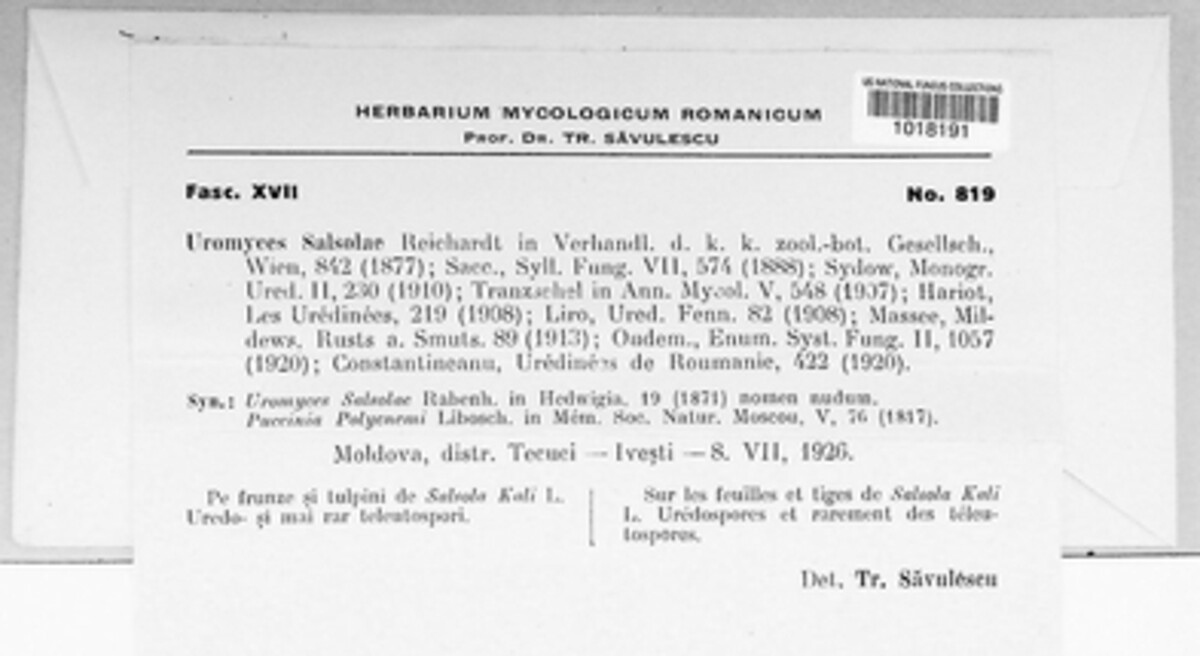 US NATIONAL FUNGUS COLLECTIONS
1018191
HERBARIUM MYCOLOGICUM ROMANICUM
PROF. DR. TR. SĂVULESCU
Fasc. XVII
No. 819
Uromyces Salsolae Reichardt in Verhandl. d. k. k. zool.-bot. Gesellsch.,
Wien, 842 (1877); Sacc., Syll. Fung. VII, 574 (1888); Sydow, Monogr.
Ured. II, 230 (1910); Tranzschel in Ann. Mycol. V, 548 (1907); Hariot,
Les Urédinées, 219 (1908); Liro, Ured. Fenn. 82 (1908); Massee, Mil-
dews, Rusts a. Smuts. 89 (1913); Oudem., Enum. Syst. Fung. II, 1057
(1920); Constantineanu, Urédinées de Roumanie, 422 (1920).
Syn.: Uromyces Salsolae Rabenh. in Hedwigia, 19 (1871) nomen nudum.
Puccinia Polycnemi Libosch. in Mém. Soc. Natur. Moscou, V, 76 (1817).
Moldova, distr. Tecuci — Ivești — 8. VII, 1926.
Pe frunze și tulpini de Salsola Kali L.
Uredo- și mai rar teleutospori.
Sur les feuilles et tiges de Salsola Kali
L. Urédospores et rarement des téleu-
tospores.
Det. Tr. Săvulescu